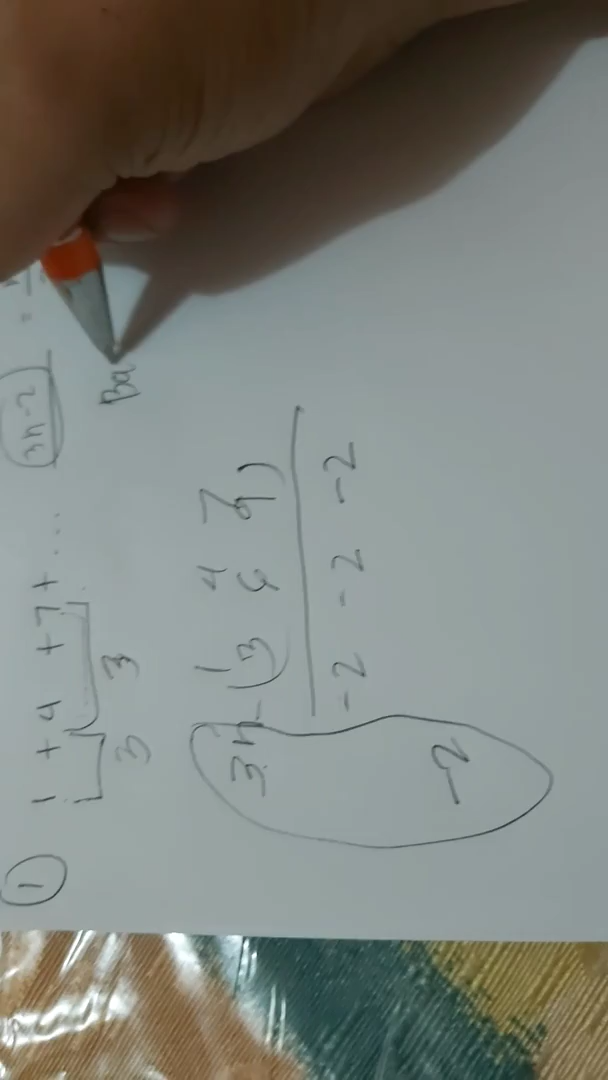 ① 1 + 4 + 7 + ... 3n-2 =
3 3
Ba
1 4 7
3n -(3 6 9)
-2 -2 -2
-2